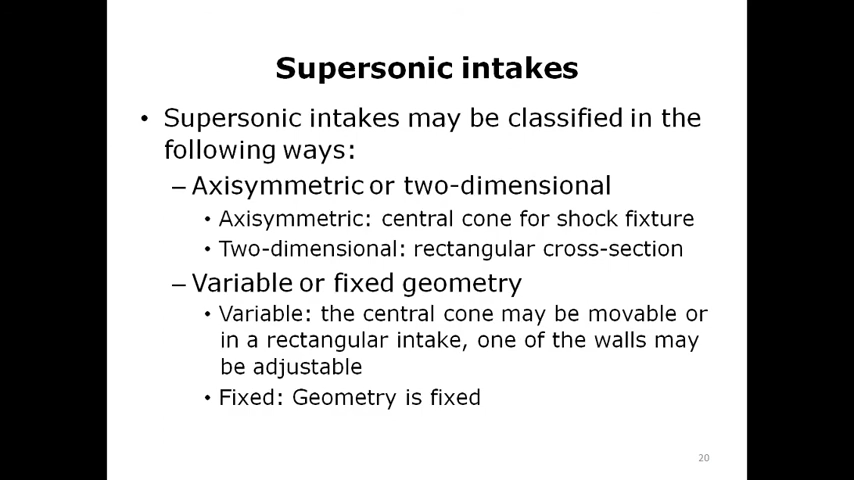 Supersonic intakes
• Supersonic intakes may be classified in the
following ways:
– Axisymmetric or two-dimensional
• Axisymmetric: central cone for shock fixture
• Two-dimensional: rectangular cross-section
– Variable or fixed geometry
• Variable: the central cone may be movable or
in a rectangular intake, one of the walls may
be adjustable
• Fixed: Geometry is fixed
20